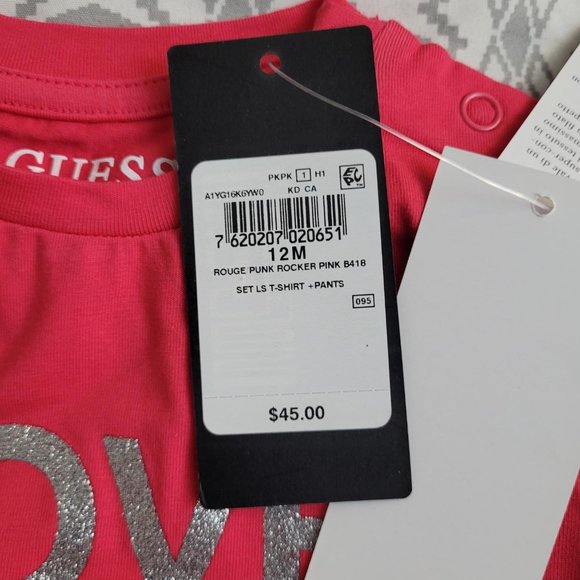 GUESS
PKPK 1 H1
A1YG16K6YW0 KD CA
7 620207 020651
12M
ROUGE PUNK ROCKER PINK B418
SET LS T-SHIRT +PANTS
095
$45.00
OVE